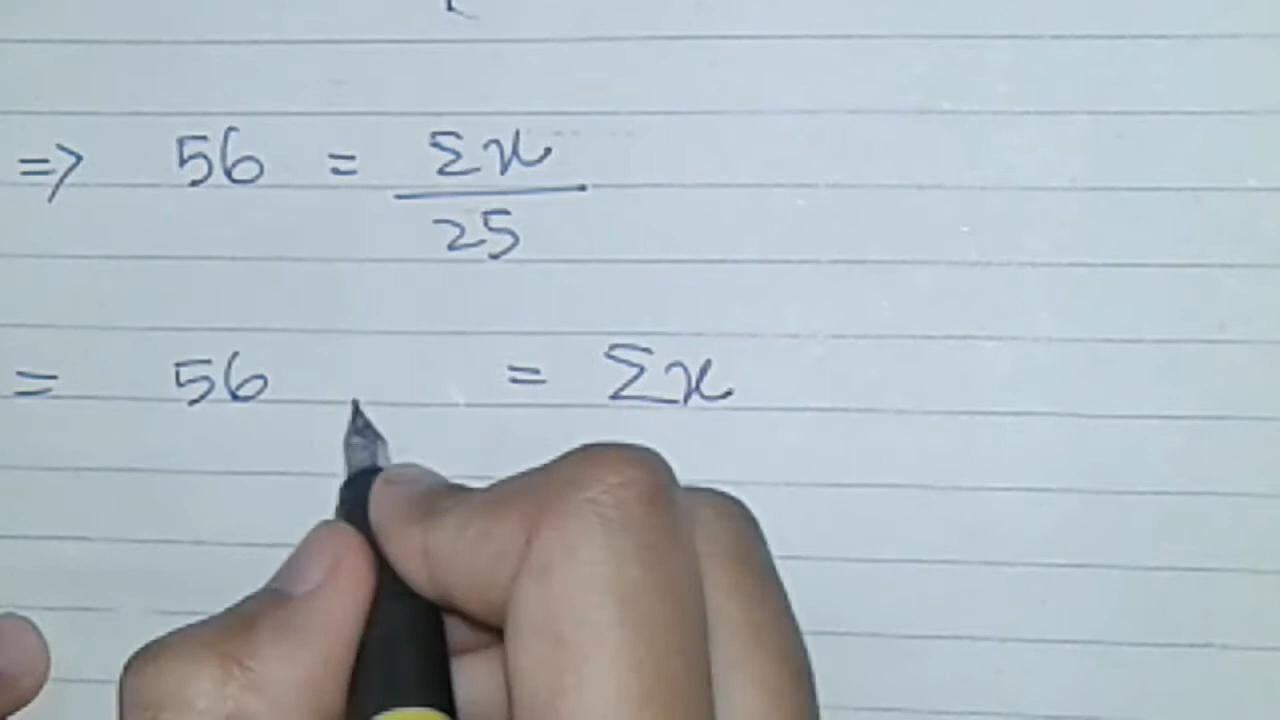 => 56 = Σx / 25
= 56 = Σx